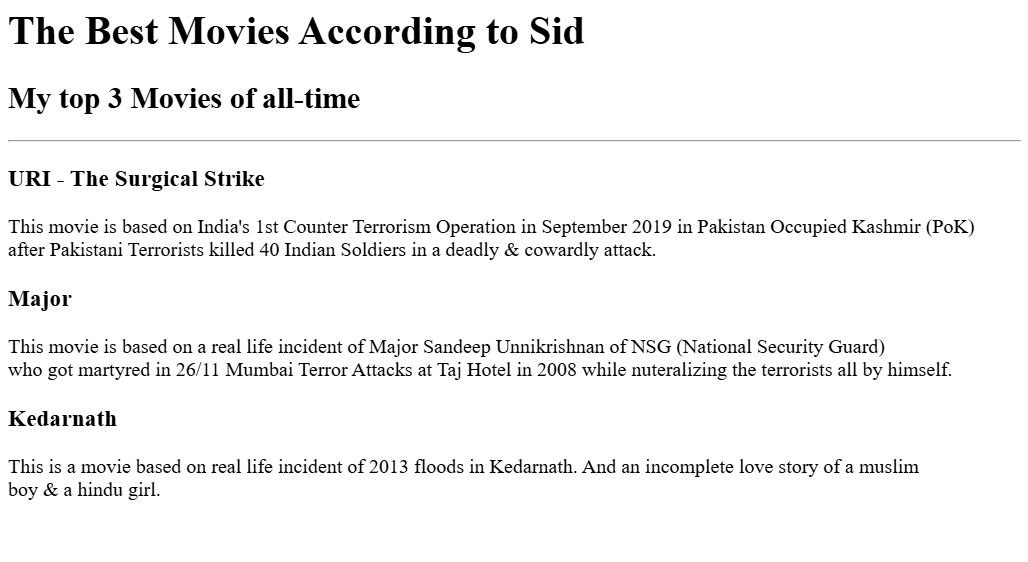 The Best Movies According to Sid
My top 3 Movies of all-time
URI - The Surgical Strike
This movie is based on India's 1st Counter Terrorism Operation in September 2019 in Pakistan Occupied Kashmir (PoK)
after Pakistani Terrorists killed 40 Indian Soldiers in a deadly & cowardly attack.
Major
This movie is based on a real life incident of Major Sandeep Unnikrishnan of NSG (National Security Guard)
who got martyred in 26/11 Mumbai Terror Attacks at Taj Hotel in 2008 while nuteralizing the terrorists all by himself.
Kedarnath
This is a movie based on real life incident of 2013 floods in Kedarnath. And an incomplete love story of a muslim
boy & a hindu girl.